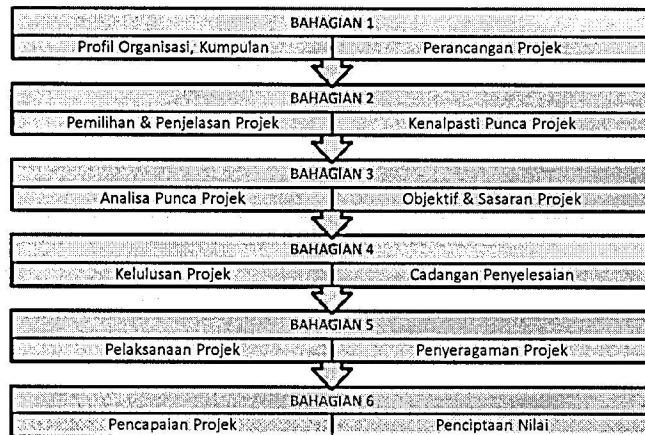 BAHAGIAN 1
Profil Organisasi, Kumpulan Perancangan Projek
BAHAGIAN 2
Pemilihan & Penjelasan Projek Kenalpasti Punca Projek
BAHAGIAN 3
Analisa Punca Projek Objektif & Sasaran Projek
BAHAGIAN 4
Kelulusan Projek Cadangan Penyelesaian
BAHAGIAN 5
Pelaksanaan Projek Penyeragaman Projek
BAHAGIAN 6
Pencapaian Projek Penciptaan Nilai